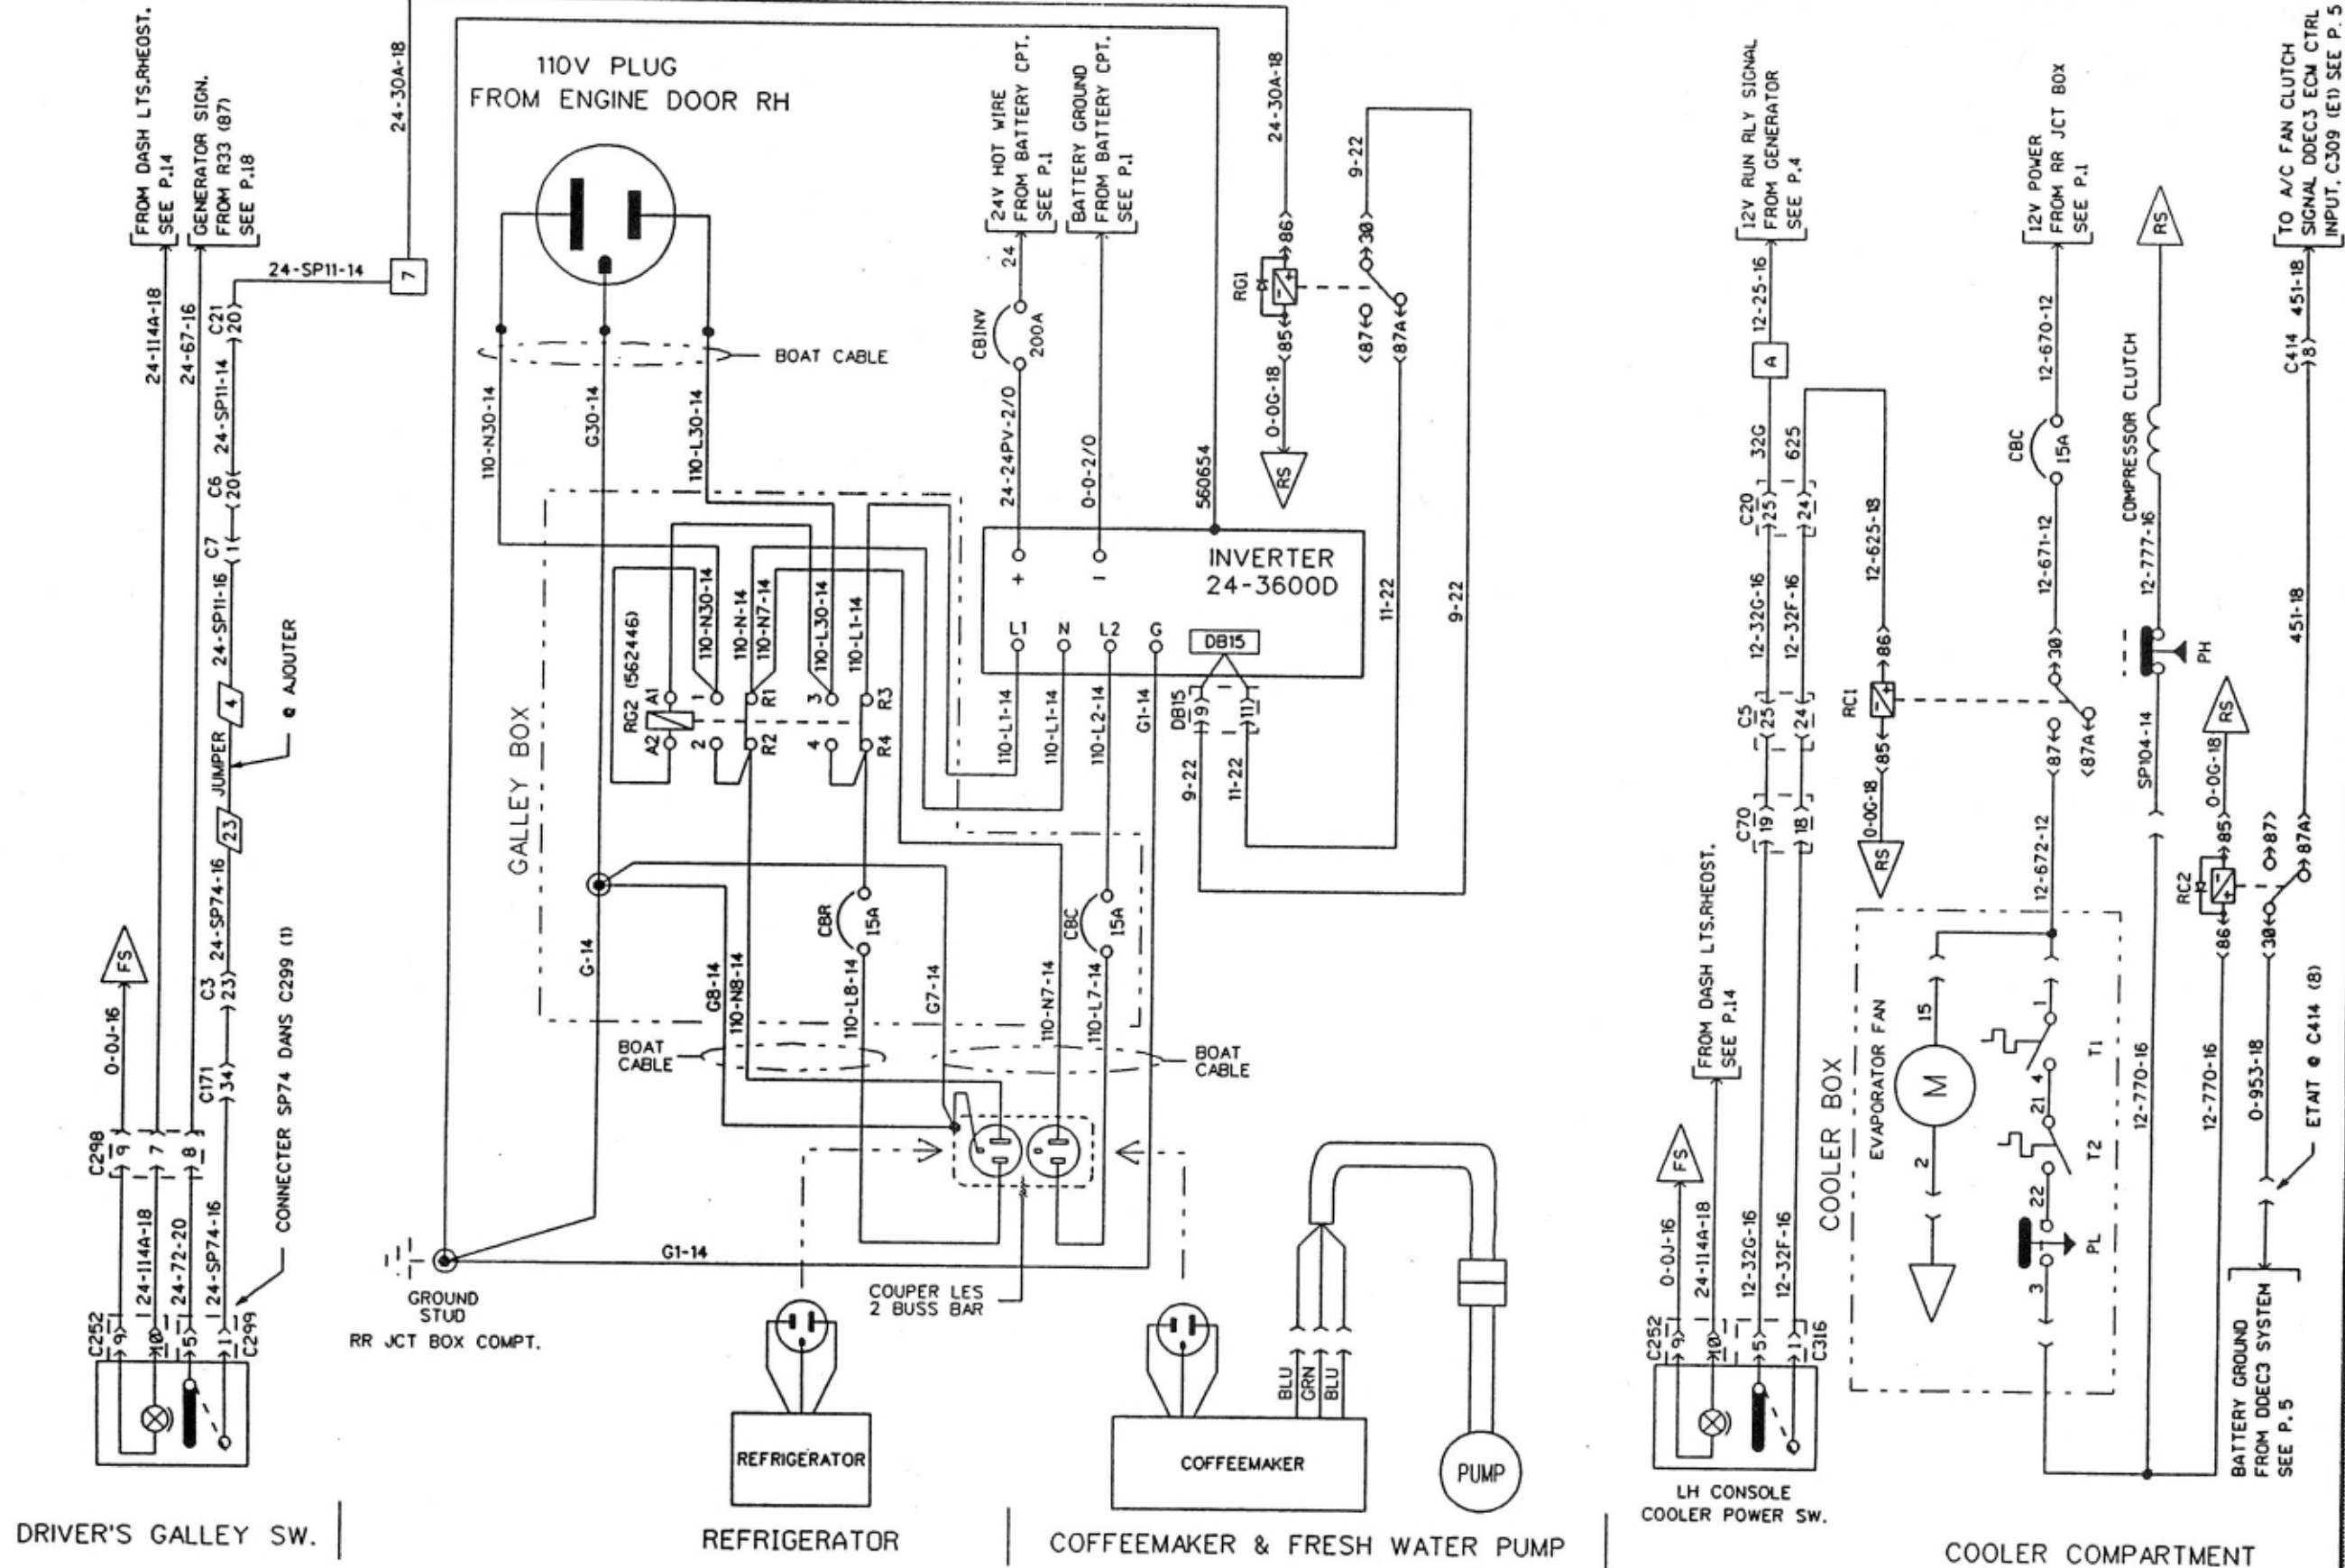 FROM DASH LTS.RHEOST.
SEE P.14
GENERATOR SIGN.
FROM R33 (87)
SEE P.18
24-114A-18
24-67-16
24-SP11-14
7
24-30A-18
C21
20
24-SP11-14
C6
20
C7
1
24-SP11-16
4
JUMPER
@ AJOUTER
23
24-SP74-16
C3
23
C171
34
CONNECTER SP74 DANS C299 (1)
FS
0-0J-16
C298
9
7
8
24-114A-18
24-72-20
24-SP74-16
C252
9
10
5
1
C299
DRIVER'S GALLEY SW.
110V PLUG
FROM ENGINE DOOR RH
BOAT CABLE
110-N30-14
G30-14
110-L30-14
24V HOT WIRE
FROM BATTERY CPT.
SEE P.1
BATTERY GROUND
FROM BATTERY CPT.
SEE P.1
24
CBINV
200A
24-24PV-2/0
0-0-2/0
560654
24-30A-18
86
RG1
85
0-0G-18
RS
9-22
30
87
87A
11-22
9-22
INVERTER
24-3600D
+
-
L1
N
L2
G
DB15
DB15
9
11
9-22
11-22
110-L1-14
110-L1-14
110-L2-14
G1-14
GALLEY BOX
RG2 (562446)
A1
A2
1
2
R1
R2
3
4
R3
R4
110-N30-14
110-N-14
110-N7-14
110-L30-14
110-L1-14
G-14
CBR
15A
CBC
15A
G8-14
110-N8-14
110-L8-14
G7-14
110-N7-14
110-L7-14
BOAT
CABLE
BOAT
CABLE
G1-14
GROUND
STUD
RR JCT BOX COMPT.
COUPER LES
2 BUSS BAR
REFRIGERATOR
REFRIGERATOR
BLU
GRN
BLU
COFFEEMAKER
PUMP
COFFEEMAKER & FRESH WATER PUMP
12V RUN RLY SIGNAL
FROM GENERATOR
SEE P.4
12-25-16
A
32G
625
C20
25
24
12-32G-16
12-32F-16
C5
25
24
C70
19
18
12-625-18
86
RC1
85
0-0G-18
RS
FROM DASH LTS.RHEOST.
SEE P.14
FS
0-0J-16
24-114A-18
12-32G-16
12-32F-16
C252
9
10
5
1
C316
LH CONSOLE
COOLER POWER SW.
12V POWER
FROM RR JCT BOX
SEE P.1
12-670-12
CBC
15A
12-671-12
30
87
87A
12-672-12
COOLER BOX
EVAPORATOR FAN
15
M
2
1
T1
4
21
T2
22
PL
3
RS
COMPRESSOR CLUTCH
12-777-16
PH
SP104-14
12-770-16
12-770-16
RS
0-0G-18
85
RC2
86
87
87A
30
0-953-18
@ ETAIT @ C414 (8)
BATTERY GROUND
FROM DDEC3 SYSTEM
SEE P.5
TO A/C FAN CLUTCH
SIGNAL DDEC3 ECM CTRL
INPUT, C309 (E1) SEE P.5
451-18
C414
8
451-18
COOLER COMPARTMENT